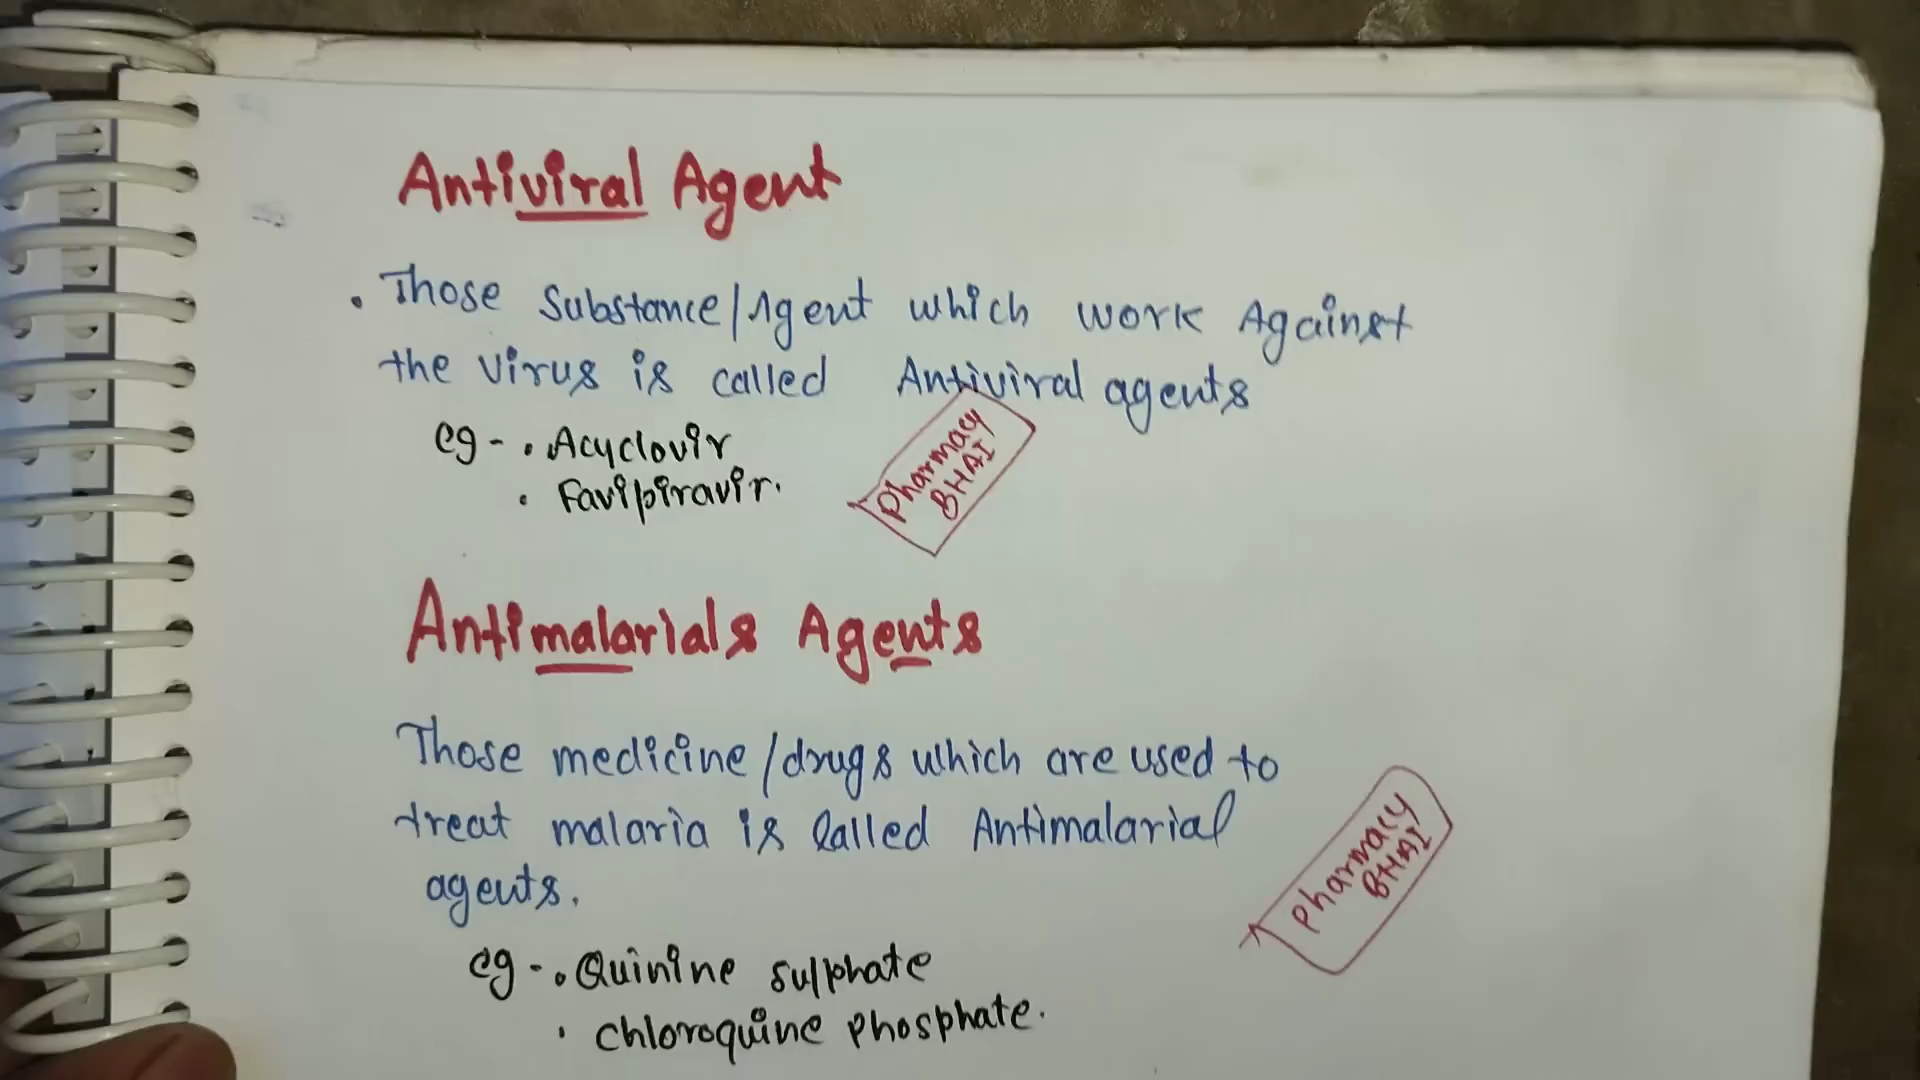 Antiviral Agent
• Those Substance/Agent which work Against
the virus is called Antiviral agents
eg - • Acyclovir
• Favipiravir.
Pharmacy
BHAI
Antimalarials Agents
Those medicine/drugs which are used to
treat malaria is called Antimalarial
agents.
eg - • Quinine sulphate
• Chloroquine phosphate.
Pharmacy
BHAI